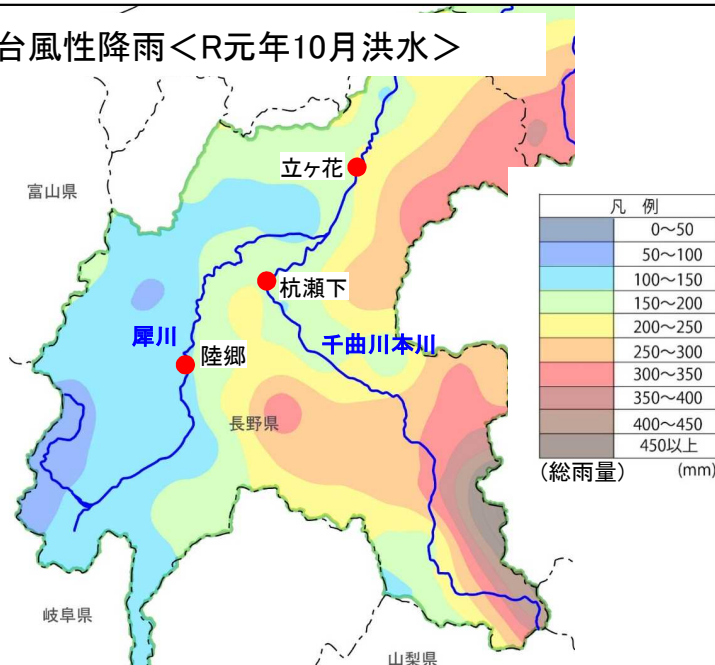 台風性降雨＜R元年10月洪水＞
立ヶ花
富山県
凡 例
0～50
50～100
100～150
150～200
200～250
250～300
300～350
350～400
400～450
450以上
(総雨量) (mm)
杭瀬下
犀川
千曲川本川
陸郷
長野県
岐阜県
山梨県